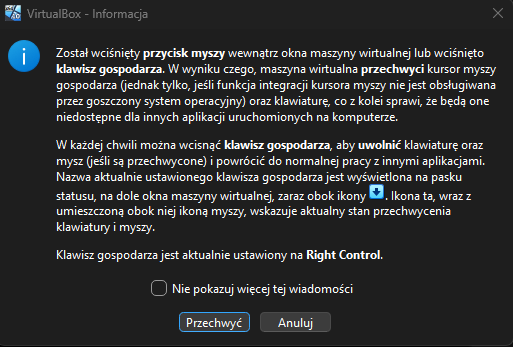 VirtualBox - Informacja
Został wciśnięty przycisk myszy wewnątrz okna maszyny wirtualnej lub wciśnięto
klawisz gospodarza. W wyniku czego, maszyna wirtualna przechwyci kursor myszy
gospodarza (jednak tylko, jeśli funkcja integracji kursora myszy nie jest obsługiwana
przez goszczony system operacyjny) oraz klawiaturę, co z kolei sprawi, że będą one
niedostępne dla innych aplikacji uruchomionych na komputerze.
W każdej chwili można wcisnąć klawisz gospodarza, aby uwolnić klawiaturę oraz
mysz (jeśli są przechwycone) i powrócić do normalnej pracy z innymi aplikacjami.
Nazwa aktualnie ustawionego klawisza gospodarza jest wyświetlona na pasku
statusu, na dole okna maszyny wirtualnej, zaraz obok ikony . Ikona ta, wraz z
umieszczoną obok niej ikoną myszy, wskazuje aktualny stan przechwycenia
klawiatury i myszy.
Klawisz gospodarza jest aktualnie ustawiony na Right Control.
Nie pokazuj więcej tej wiadomości
Przechwyć Anuluj